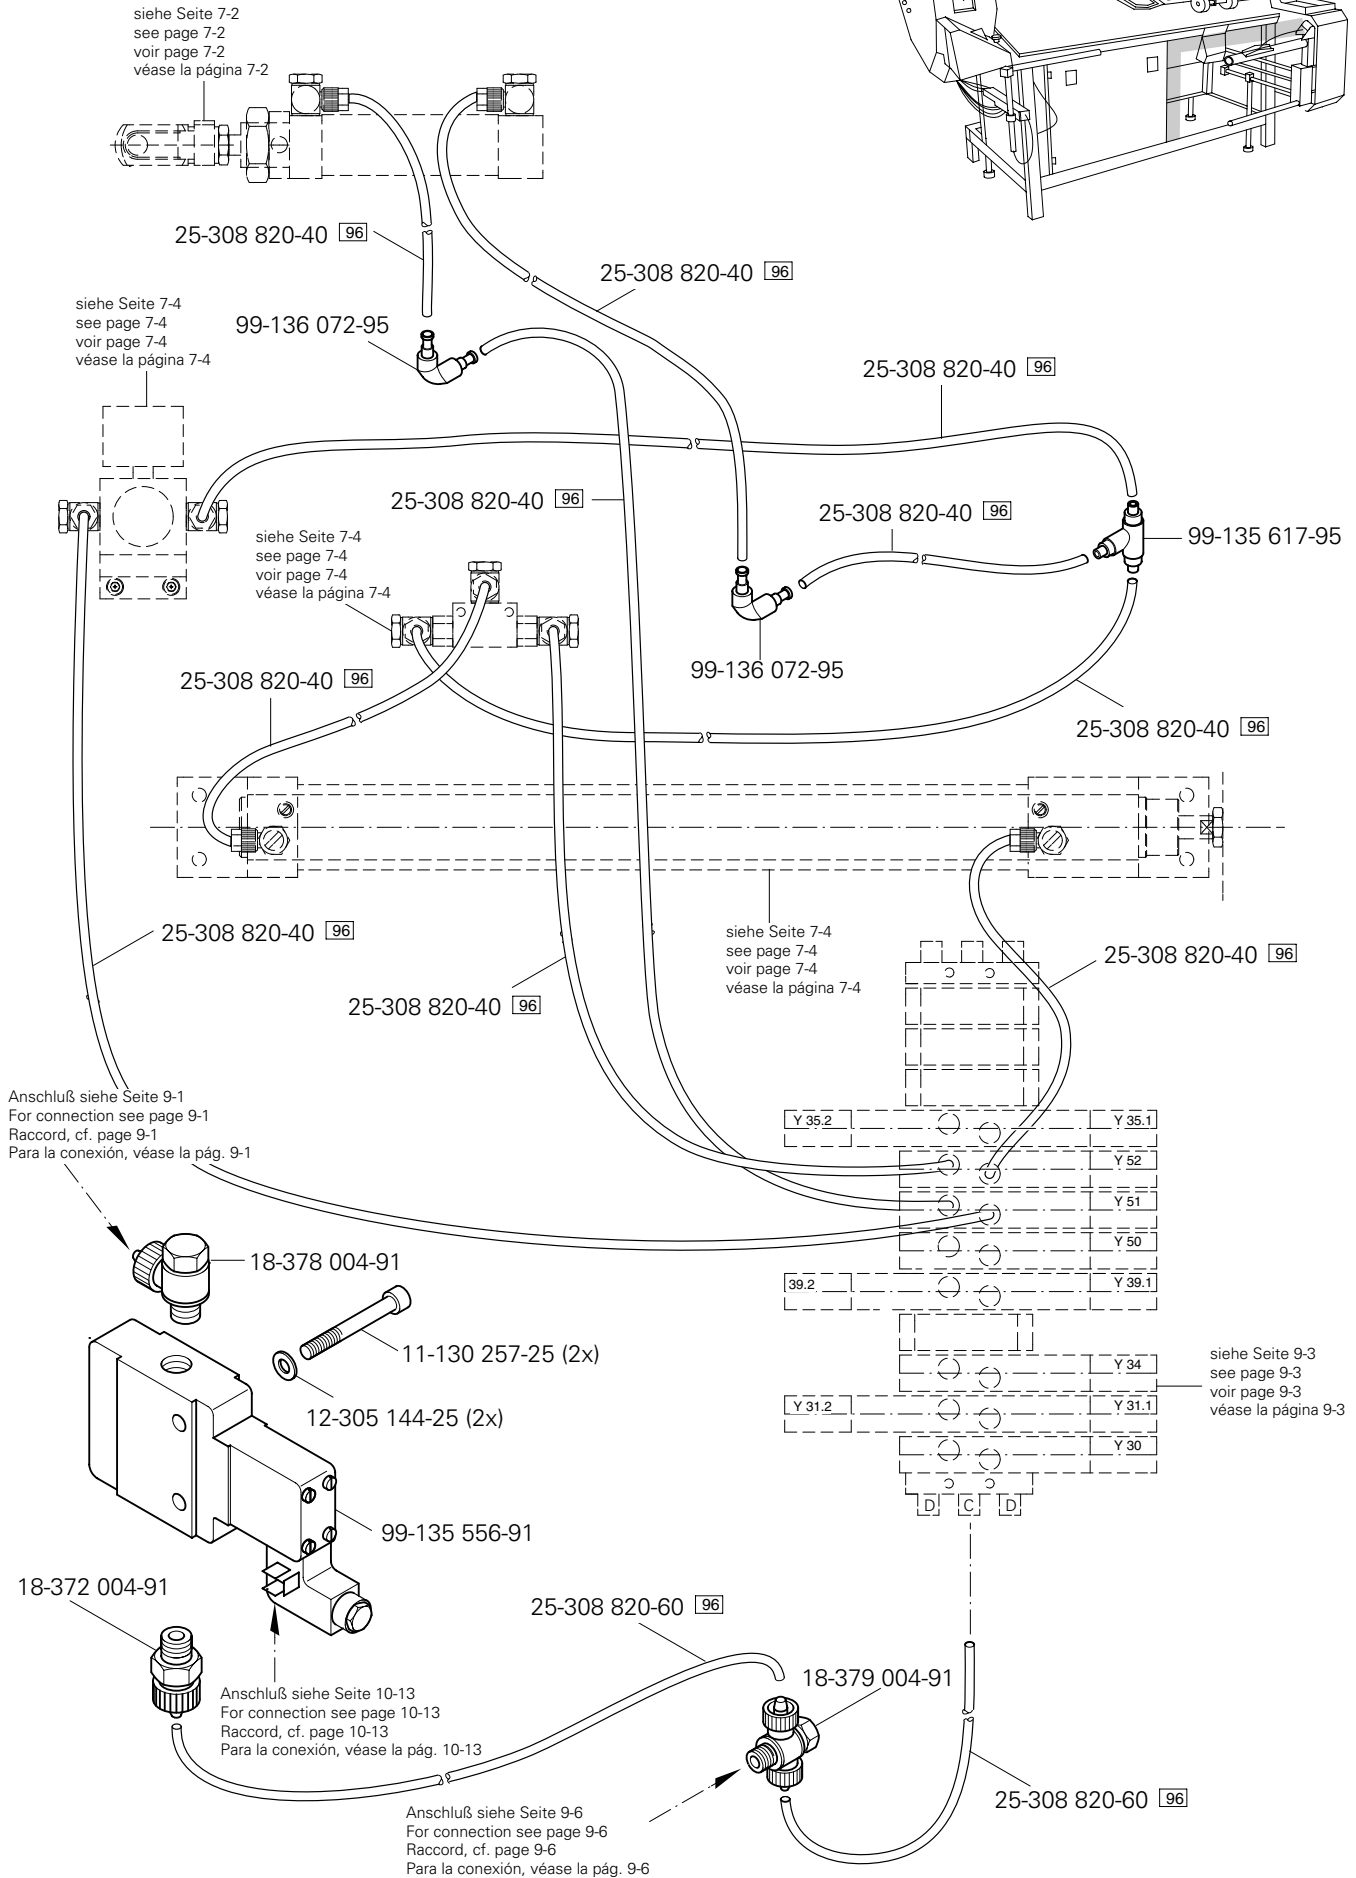 siehe Seite 7-2
see page 7-2
voir page 7-2
véase la página 7-2
25-308 820-40 96
25-308 820-40 96
siehe Seite 7-4
see page 7-4
voir page 7-4
véase la página 7-4
99-136 072-95
25-308 820-40 96
25-308 820-40 96
25-308 820-40 96
99-135 617-95
siehe Seite 7-4
see page 7-4
voir page 7-4
véase la página 7-4
99-136 072-95
25-308 820-40 96
25-308 820-40 96
25-308 820-40 96
siehe Seite 7-4
see page 7-4
voir page 7-4
véase la página 7-4
25-308 820-40 96
25-308 820-40 96
Anschluß siehe Seite 9-1
For connection see page 9-1
Raccord, cf. page 9-1
Para la conexión, véase la pág. 9-1
Y 35.2 Y 35.1
Y 52
Y 51
Y 50
39.2 Y 39.1
18-378 004-91
11-130 257-25 (2x)
12-305 144-25 (2x)
Y 34
Y 31.2 Y 31.1
Y 30
D C D
siehe Seite 9-3
see page 9-3
voir page 9-3
véase la página 9-3
99-135 556-91
18-372 004-91
25-308 820-60 96
18-379 004-91
Anschluß siehe Seite 10-13
For connection see page 10-13
Raccord, cf. page 10-13
Para la conexión, véase la pág. 10-13
25-308 820-60 96
Anschluß siehe Seite 9-6
For connection see page 9-6
Raccord, cf. page 9-6
Para la conexión, véase la pág. 9-6